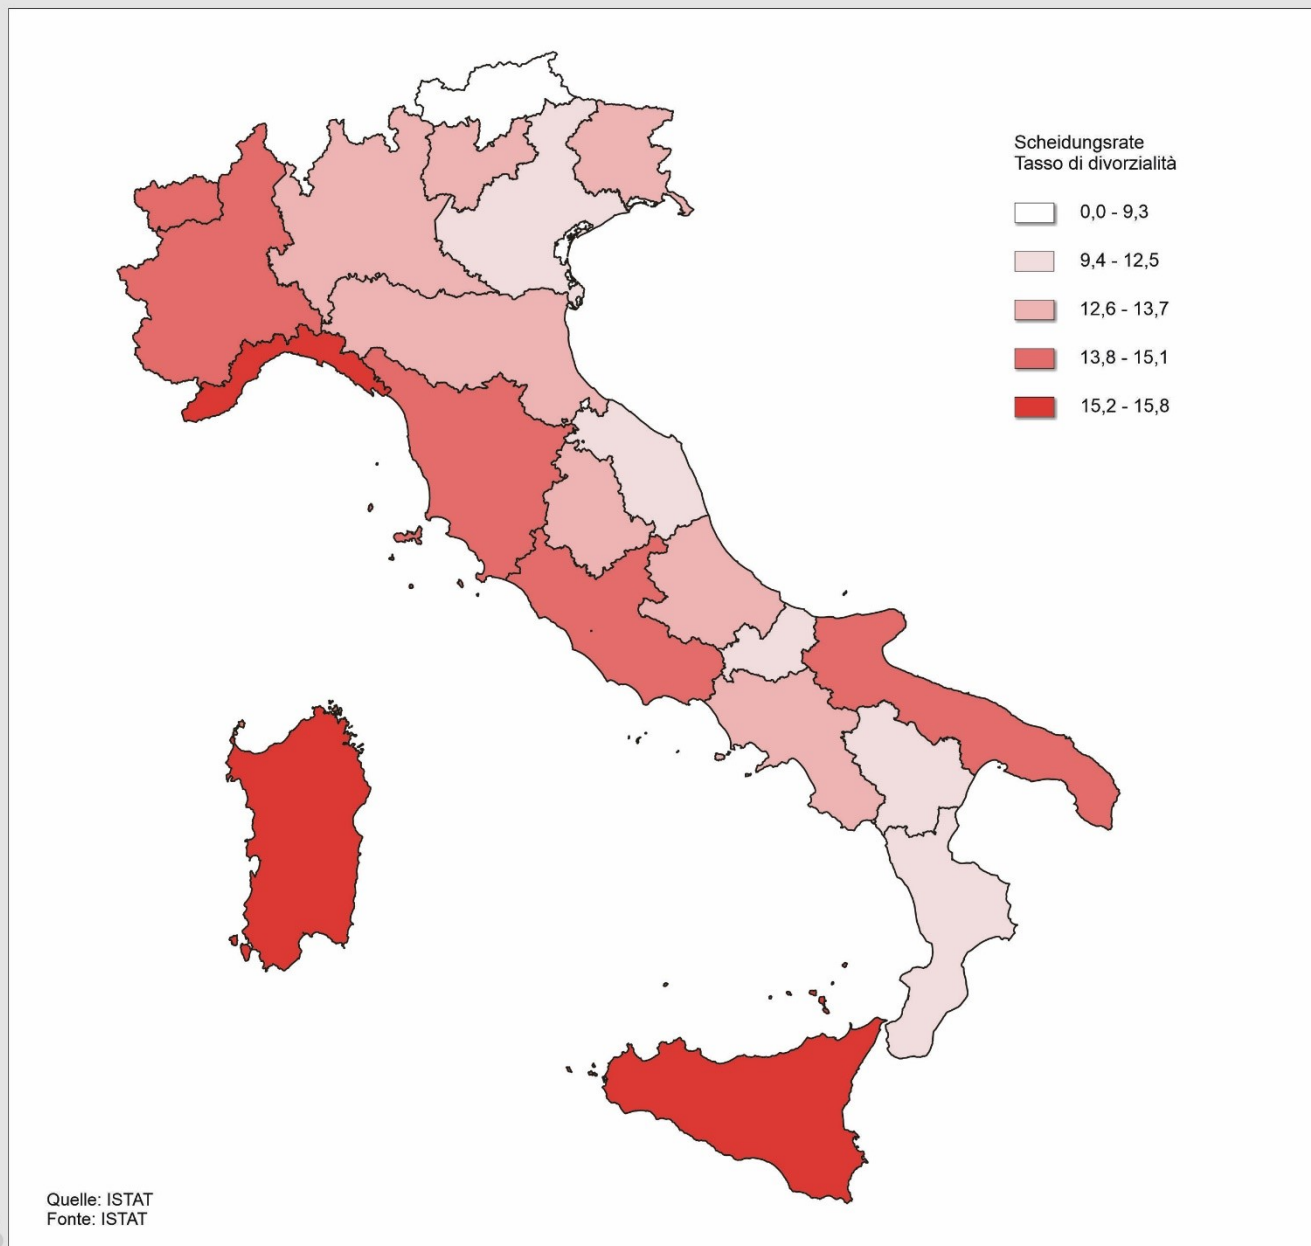 Scheidungsrate
Tasso di divorzialità
0,0 - 9,3
9,4 - 12,5
12,6 - 13,7
13,8 - 15,1
15,2 - 15,8
Quelle: ISTAT
Fonte: ISTAT